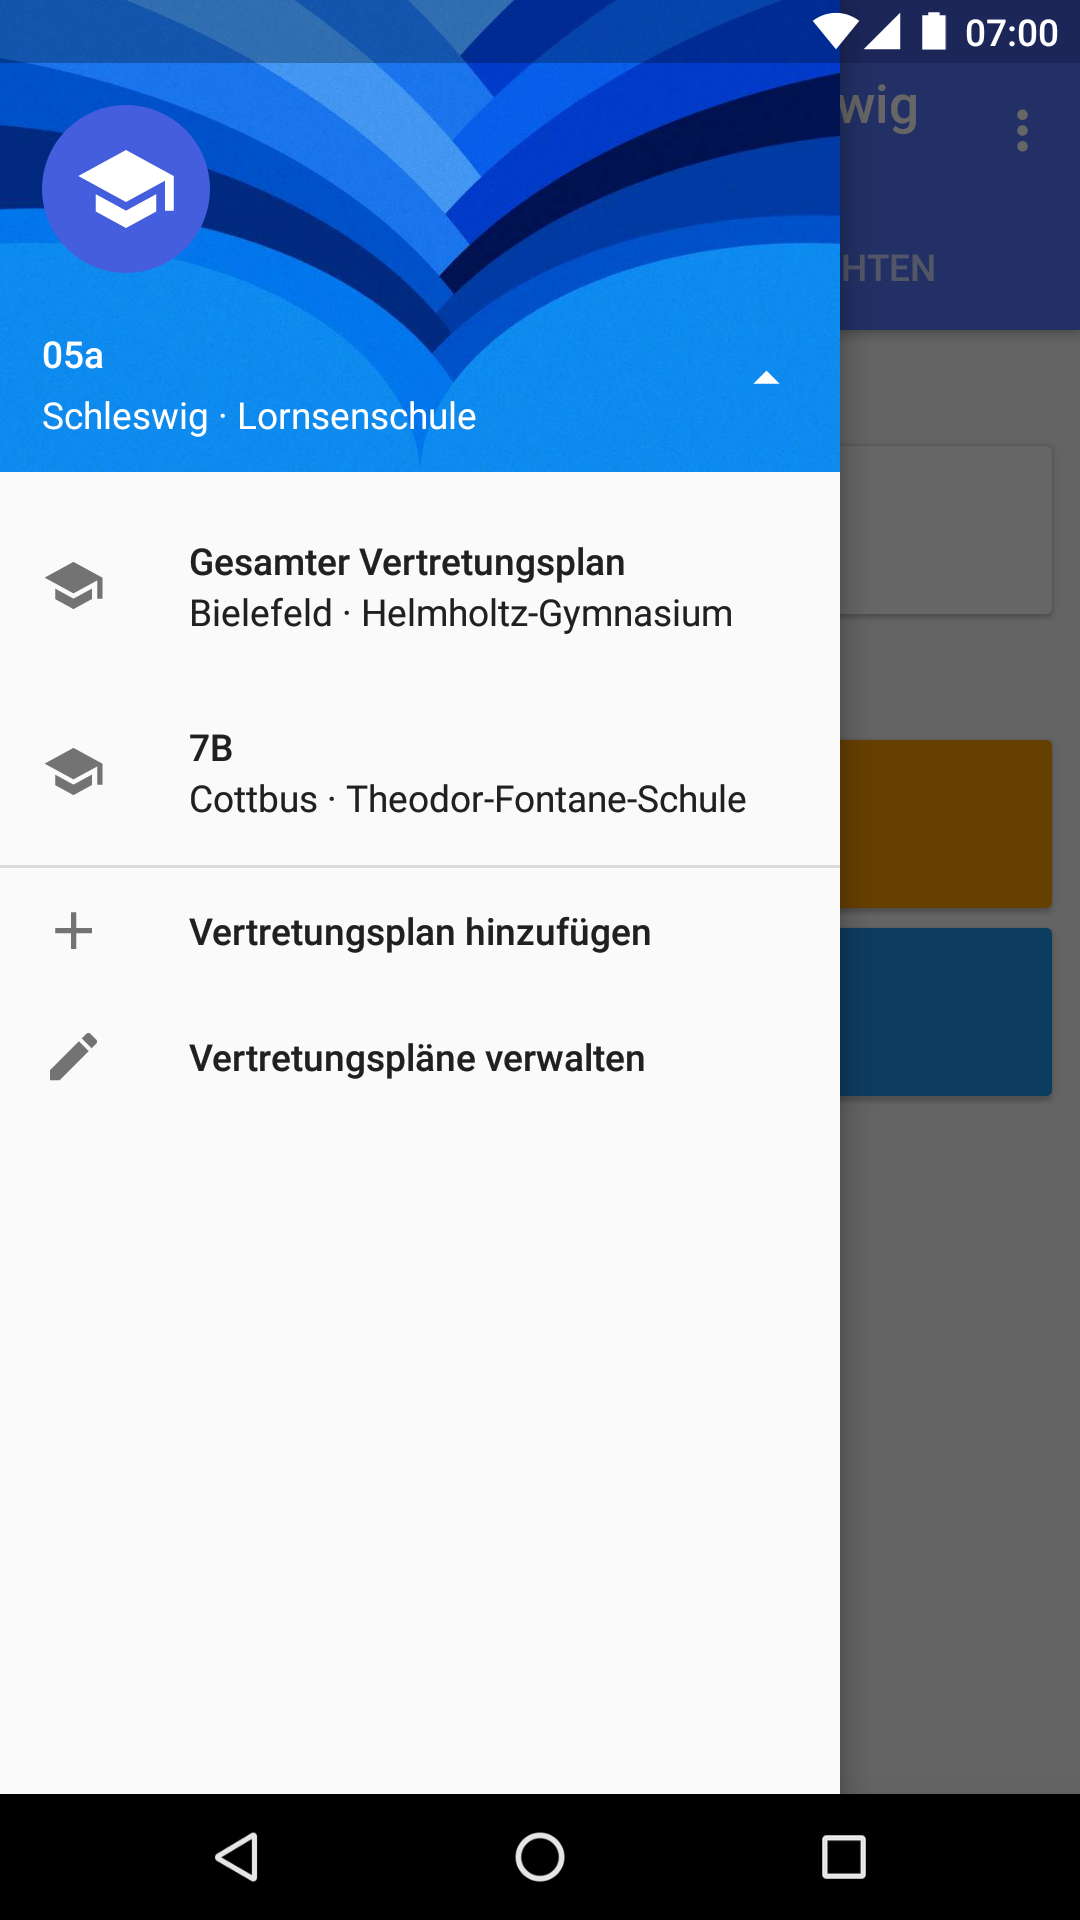 07:00
wig
HTEN
05a
Schleswig · Lornsenschule
Gesamter Vertretungsplan
Bielefeld · Helmholtz-Gymnasium
7B
Cottbus · Theodor-Fontane-Schule
Vertretungsplan hinzufügen
Vertretungspläne verwalten